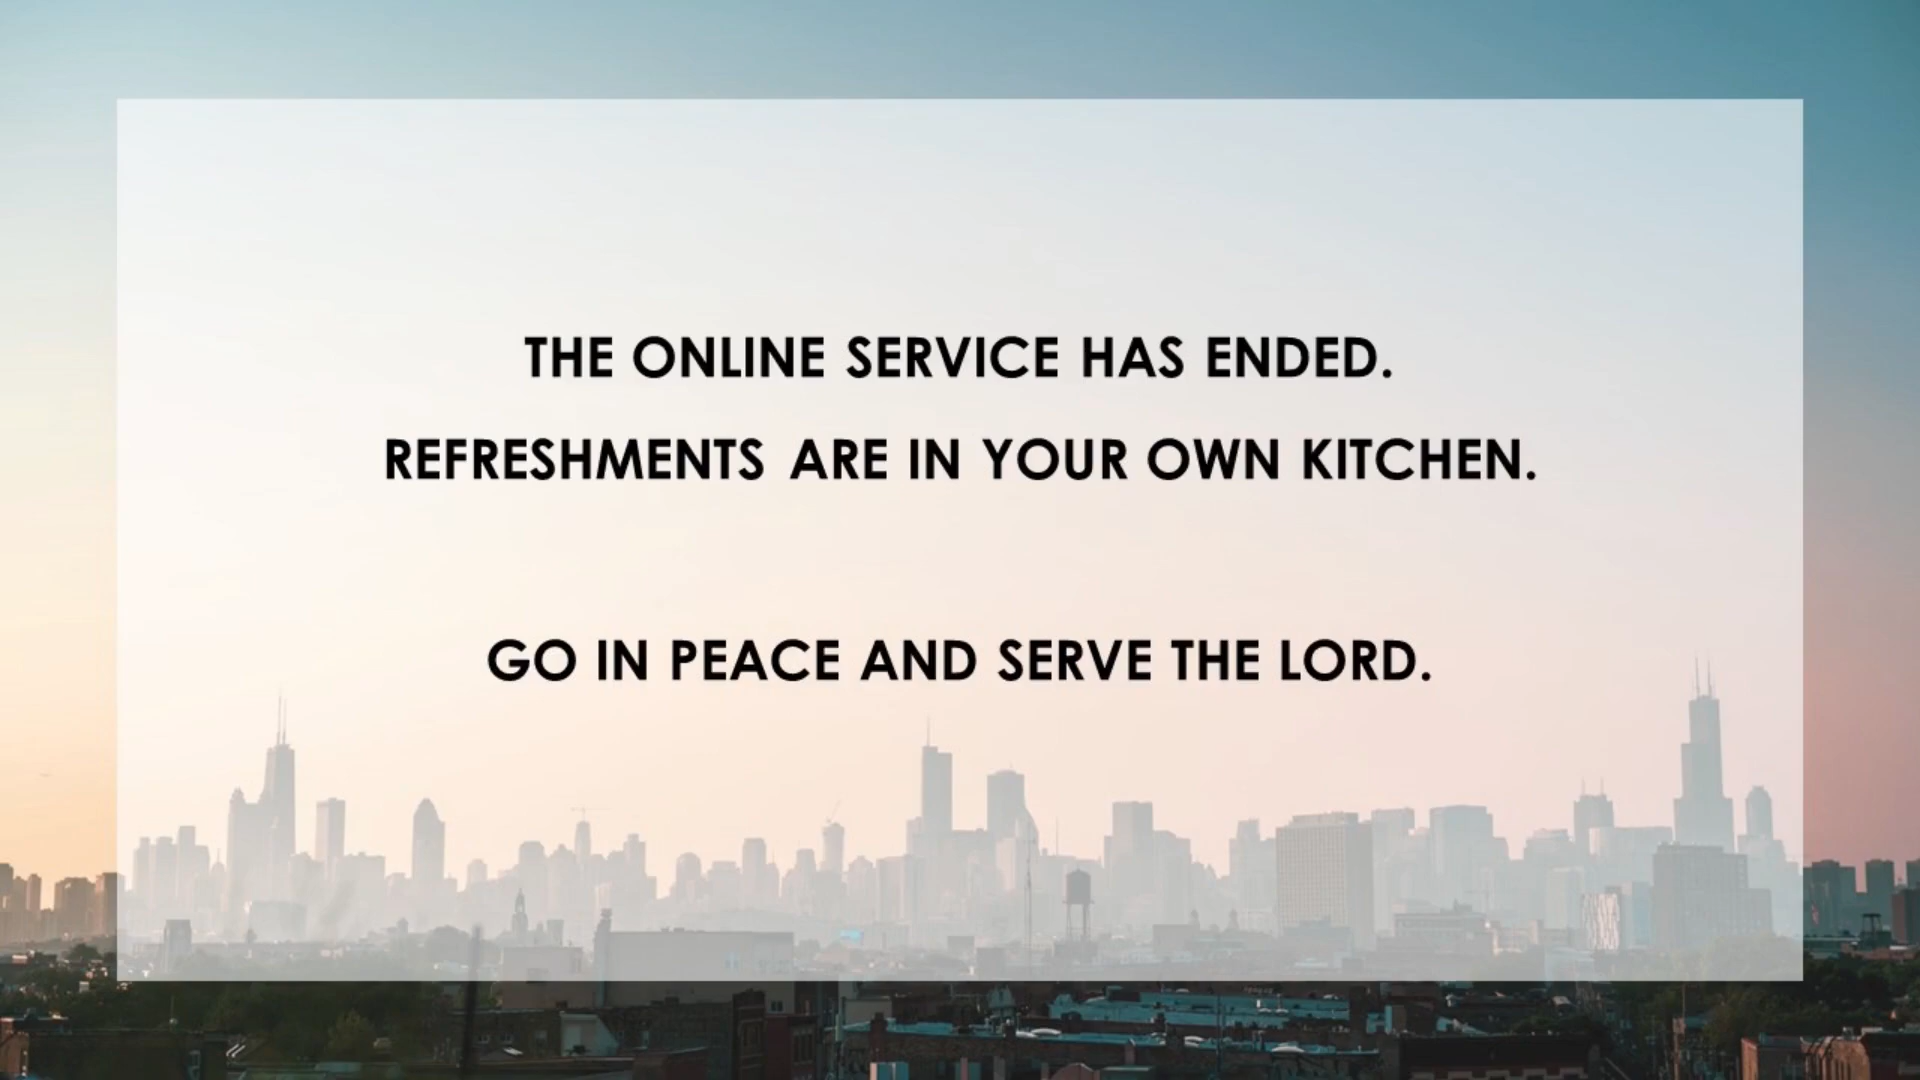 THE ONLINE SERVICE HAS ENDED.
REFRESHMENTS ARE IN YOUR OWN KITCHEN.
GO IN PEACE AND SERVE THE LORD.